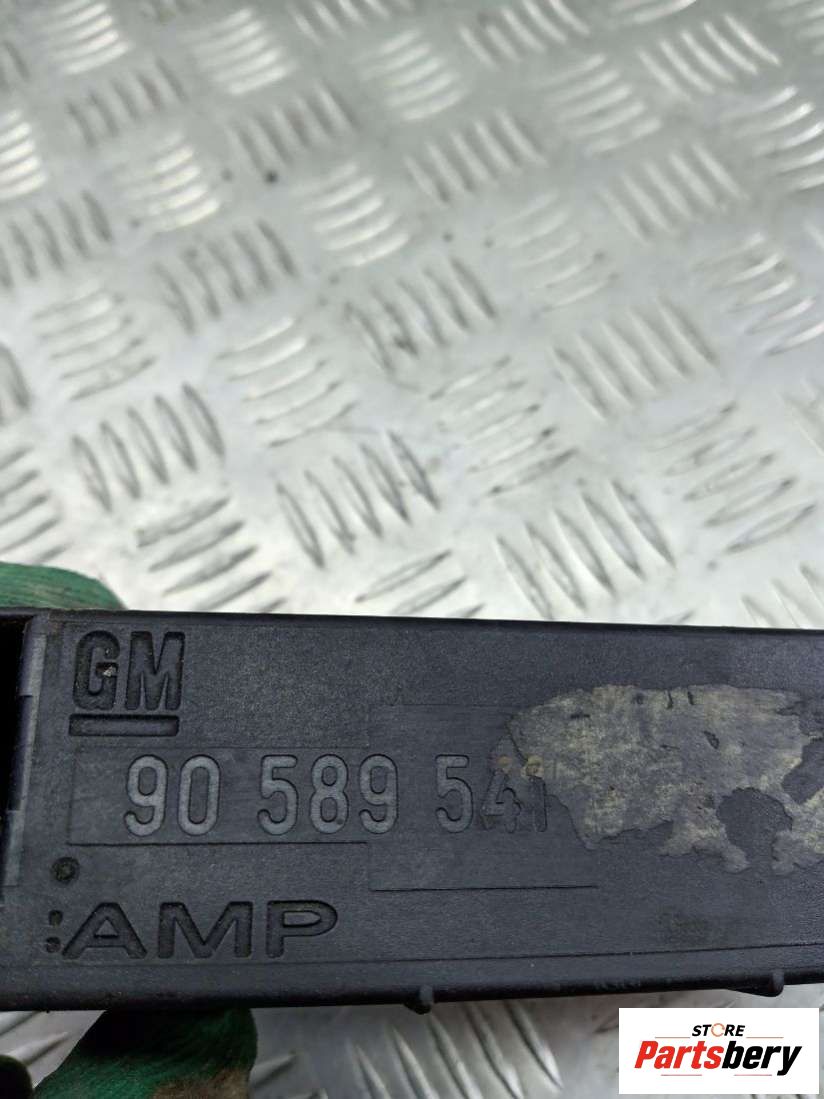 GM
90 589 541
AMP
STORE
Partsbery